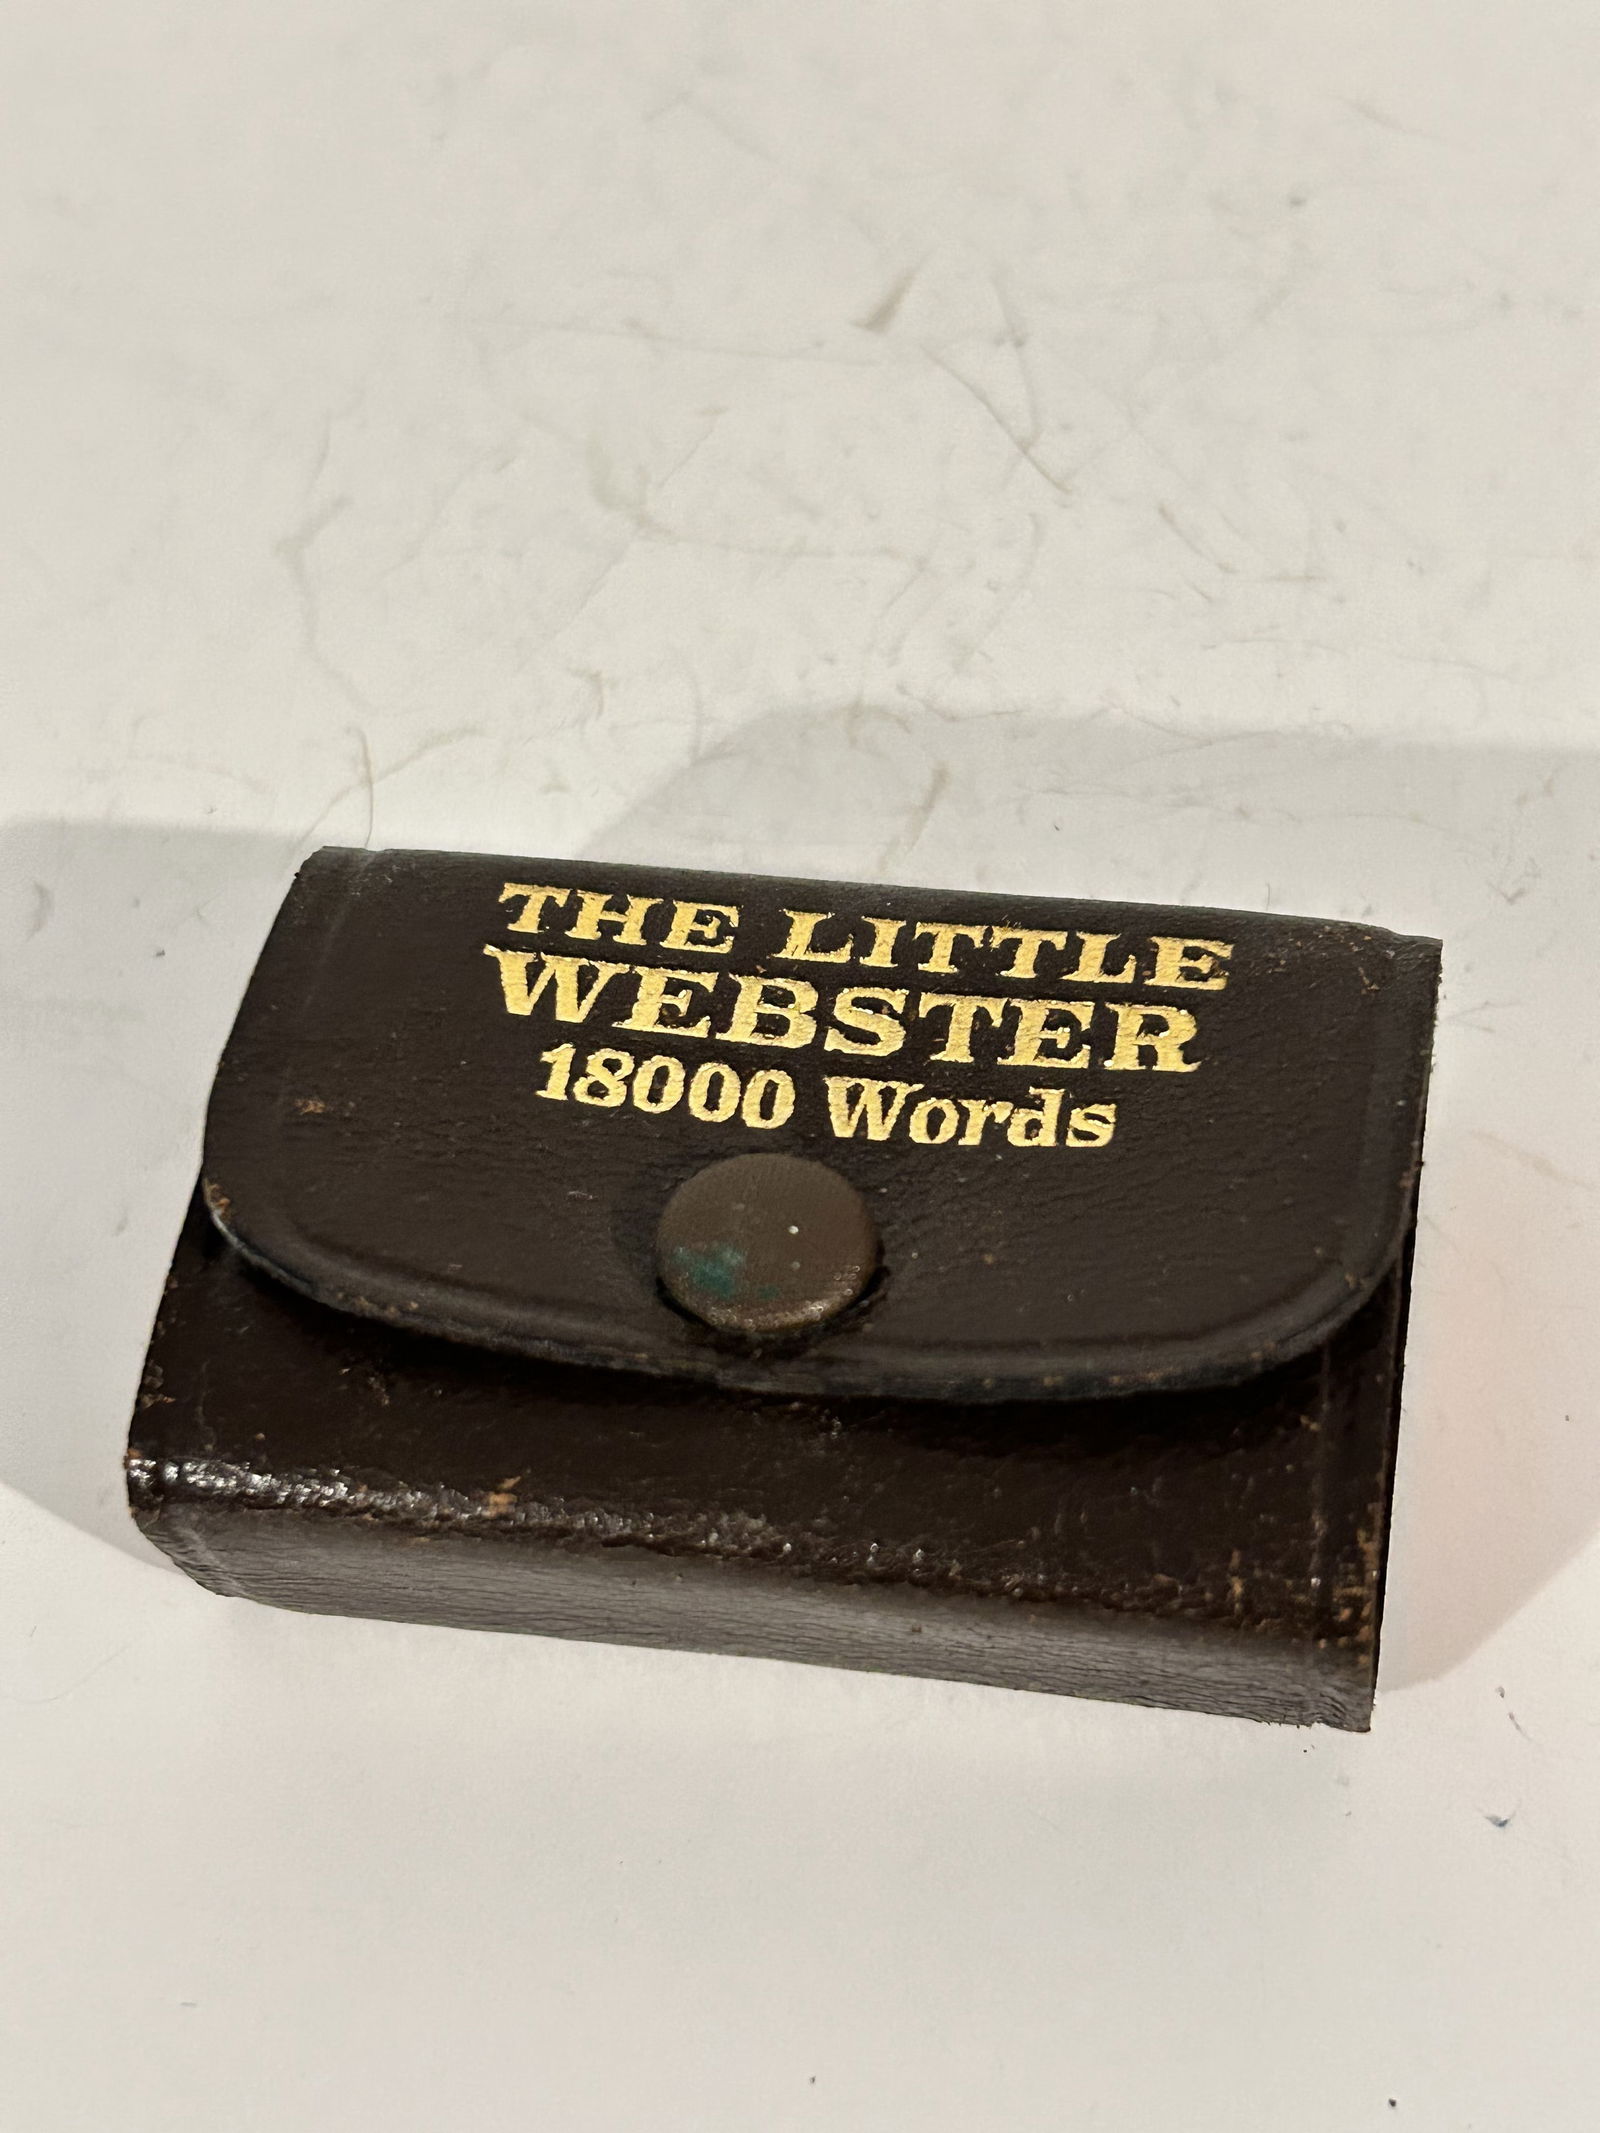 THE LITTLE
WEBSTER
18000 Words